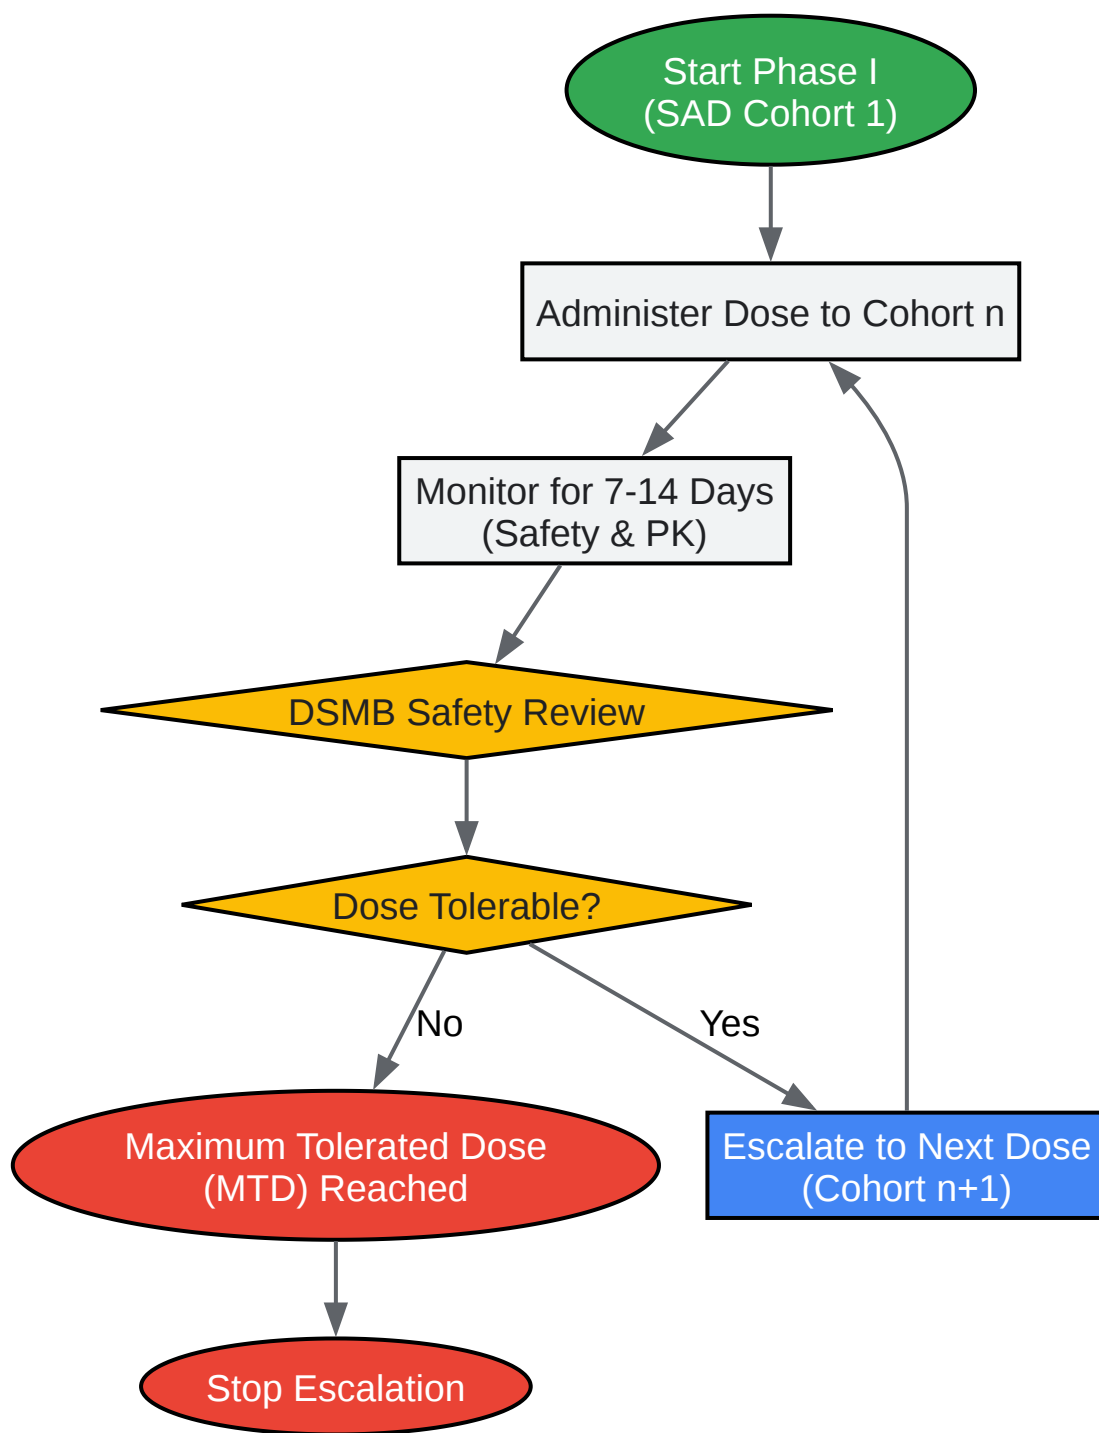 Start Phase I
(SAD Cohort 1)
Administer Dose to Cohort n
Monitor for 7-14 Days
(Safety & PK)
DSMB Safety Review
Dose Tolerable?
No
Yes
Maximum Tolerated Dose
(MTD) Reached
Escalate to Next Dose
(Cohort n+1)
Stop Escalation